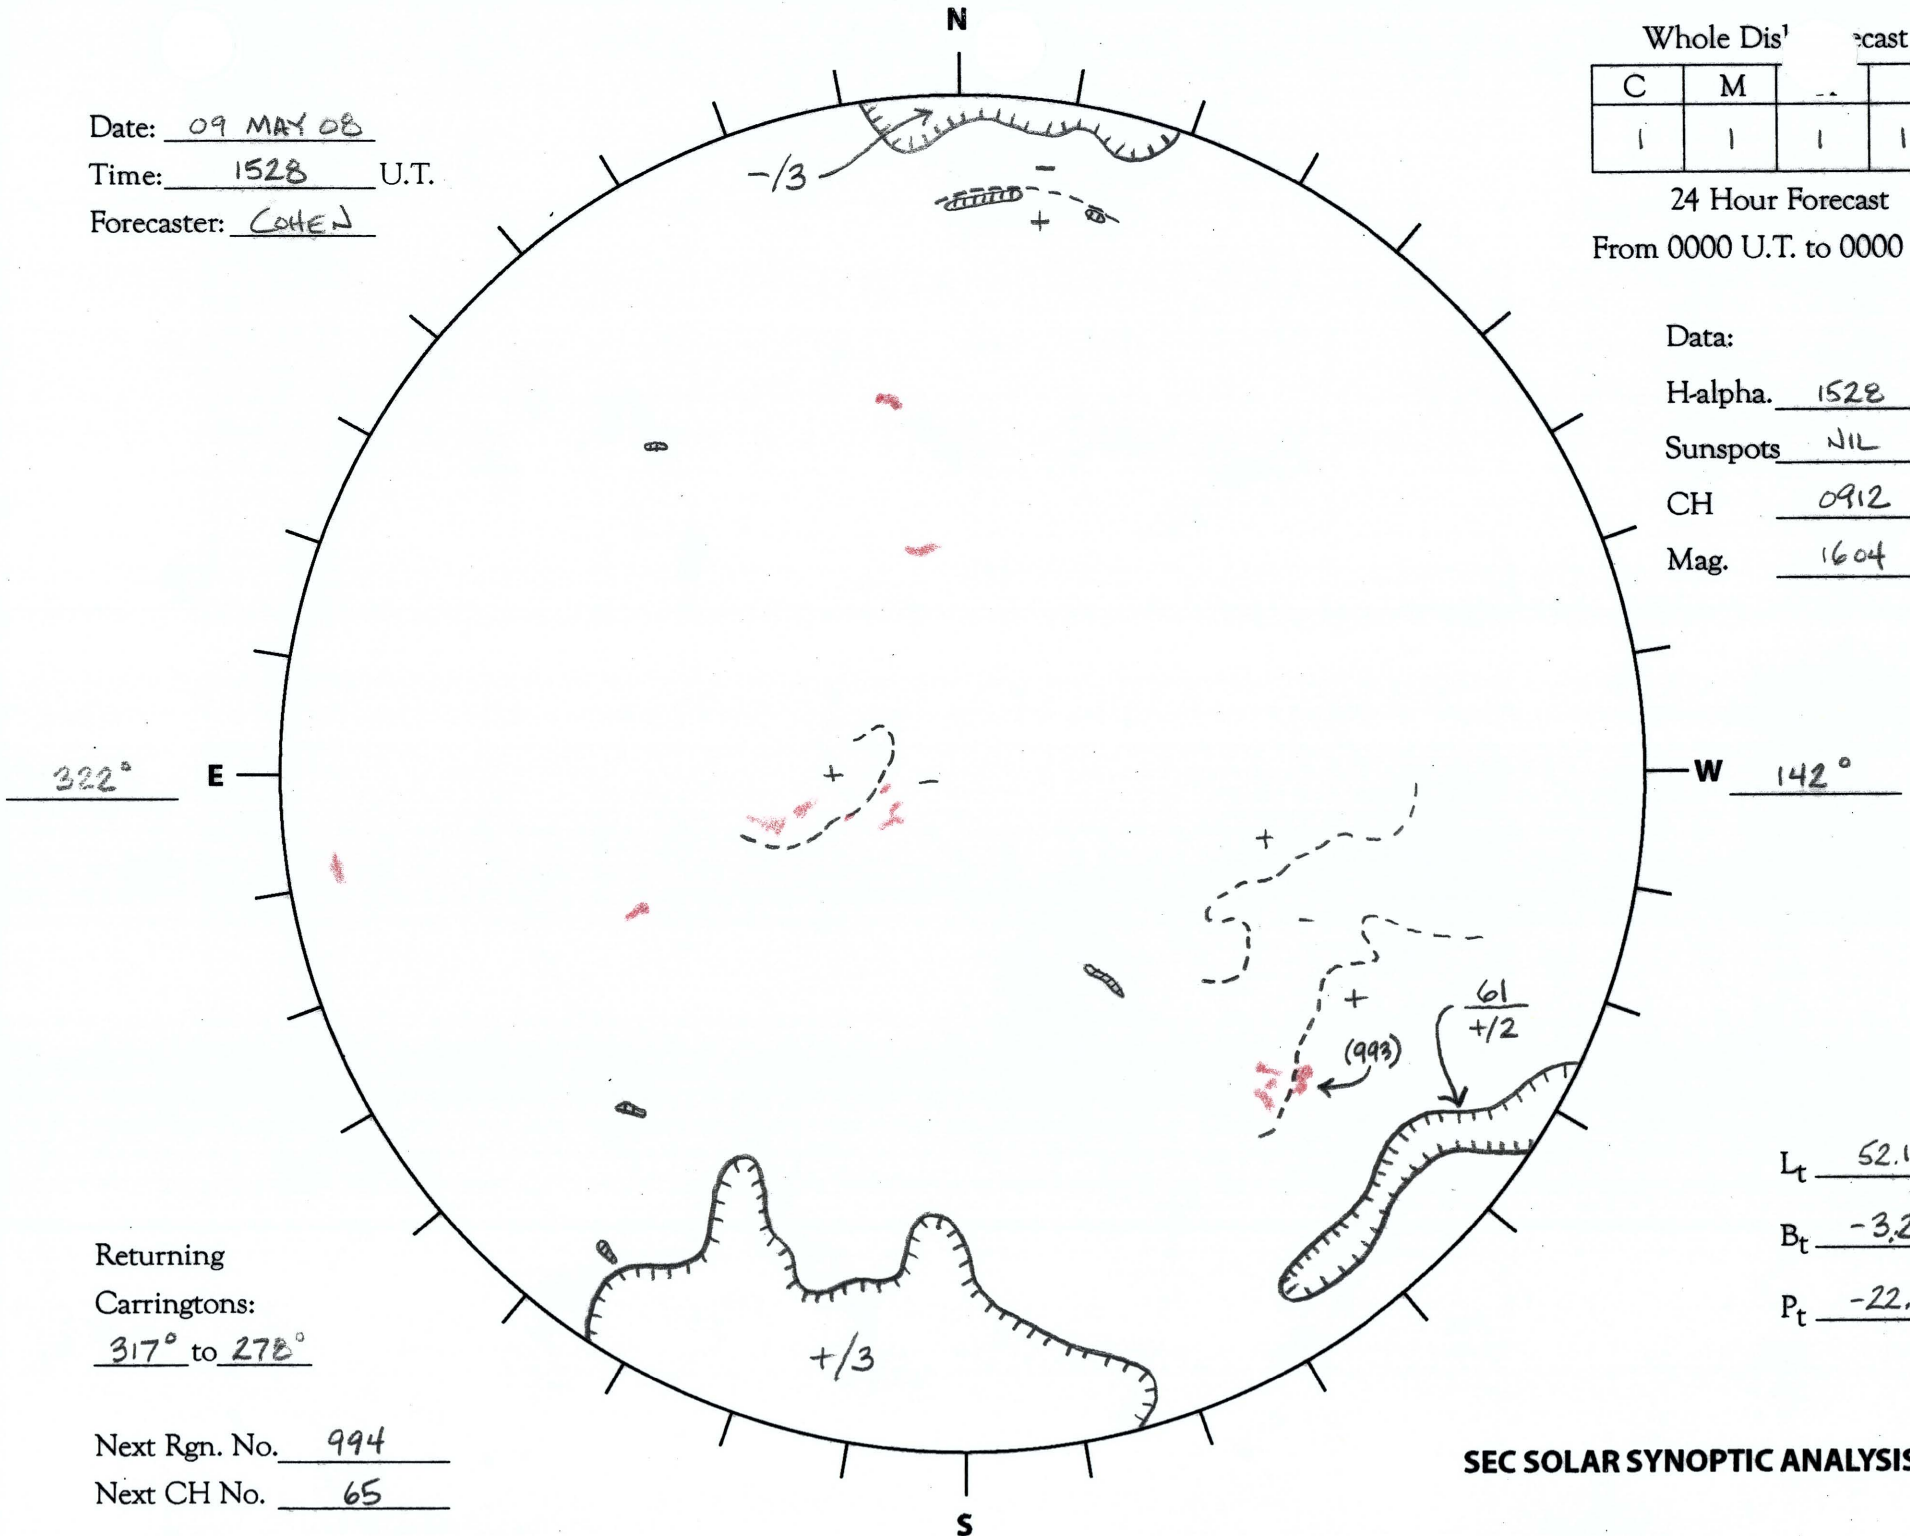 N
Whole Dis ecast
C M
1 1 1 1
24 Hour Forecast
From 0000 U.T. to 0000
Date: 09 MAY 08
Time: 1528 U.T.
Forecaster: COHEN
-/3
-
+
Data:
H-alpha. 1528
Sunspots NIL
CH 0912
Mag. 1604
322° E
W 142°
+ -
+
-
+
61
+/2
(993)
Lt 52.1
Bt -3.2
Pt -22.
Returning
Carringtons:
317° to 278°
+/3
Next Rgn. No. 994
Next CH No. 65
SEC SOLAR SYNOPTIC ANALYSIS
S